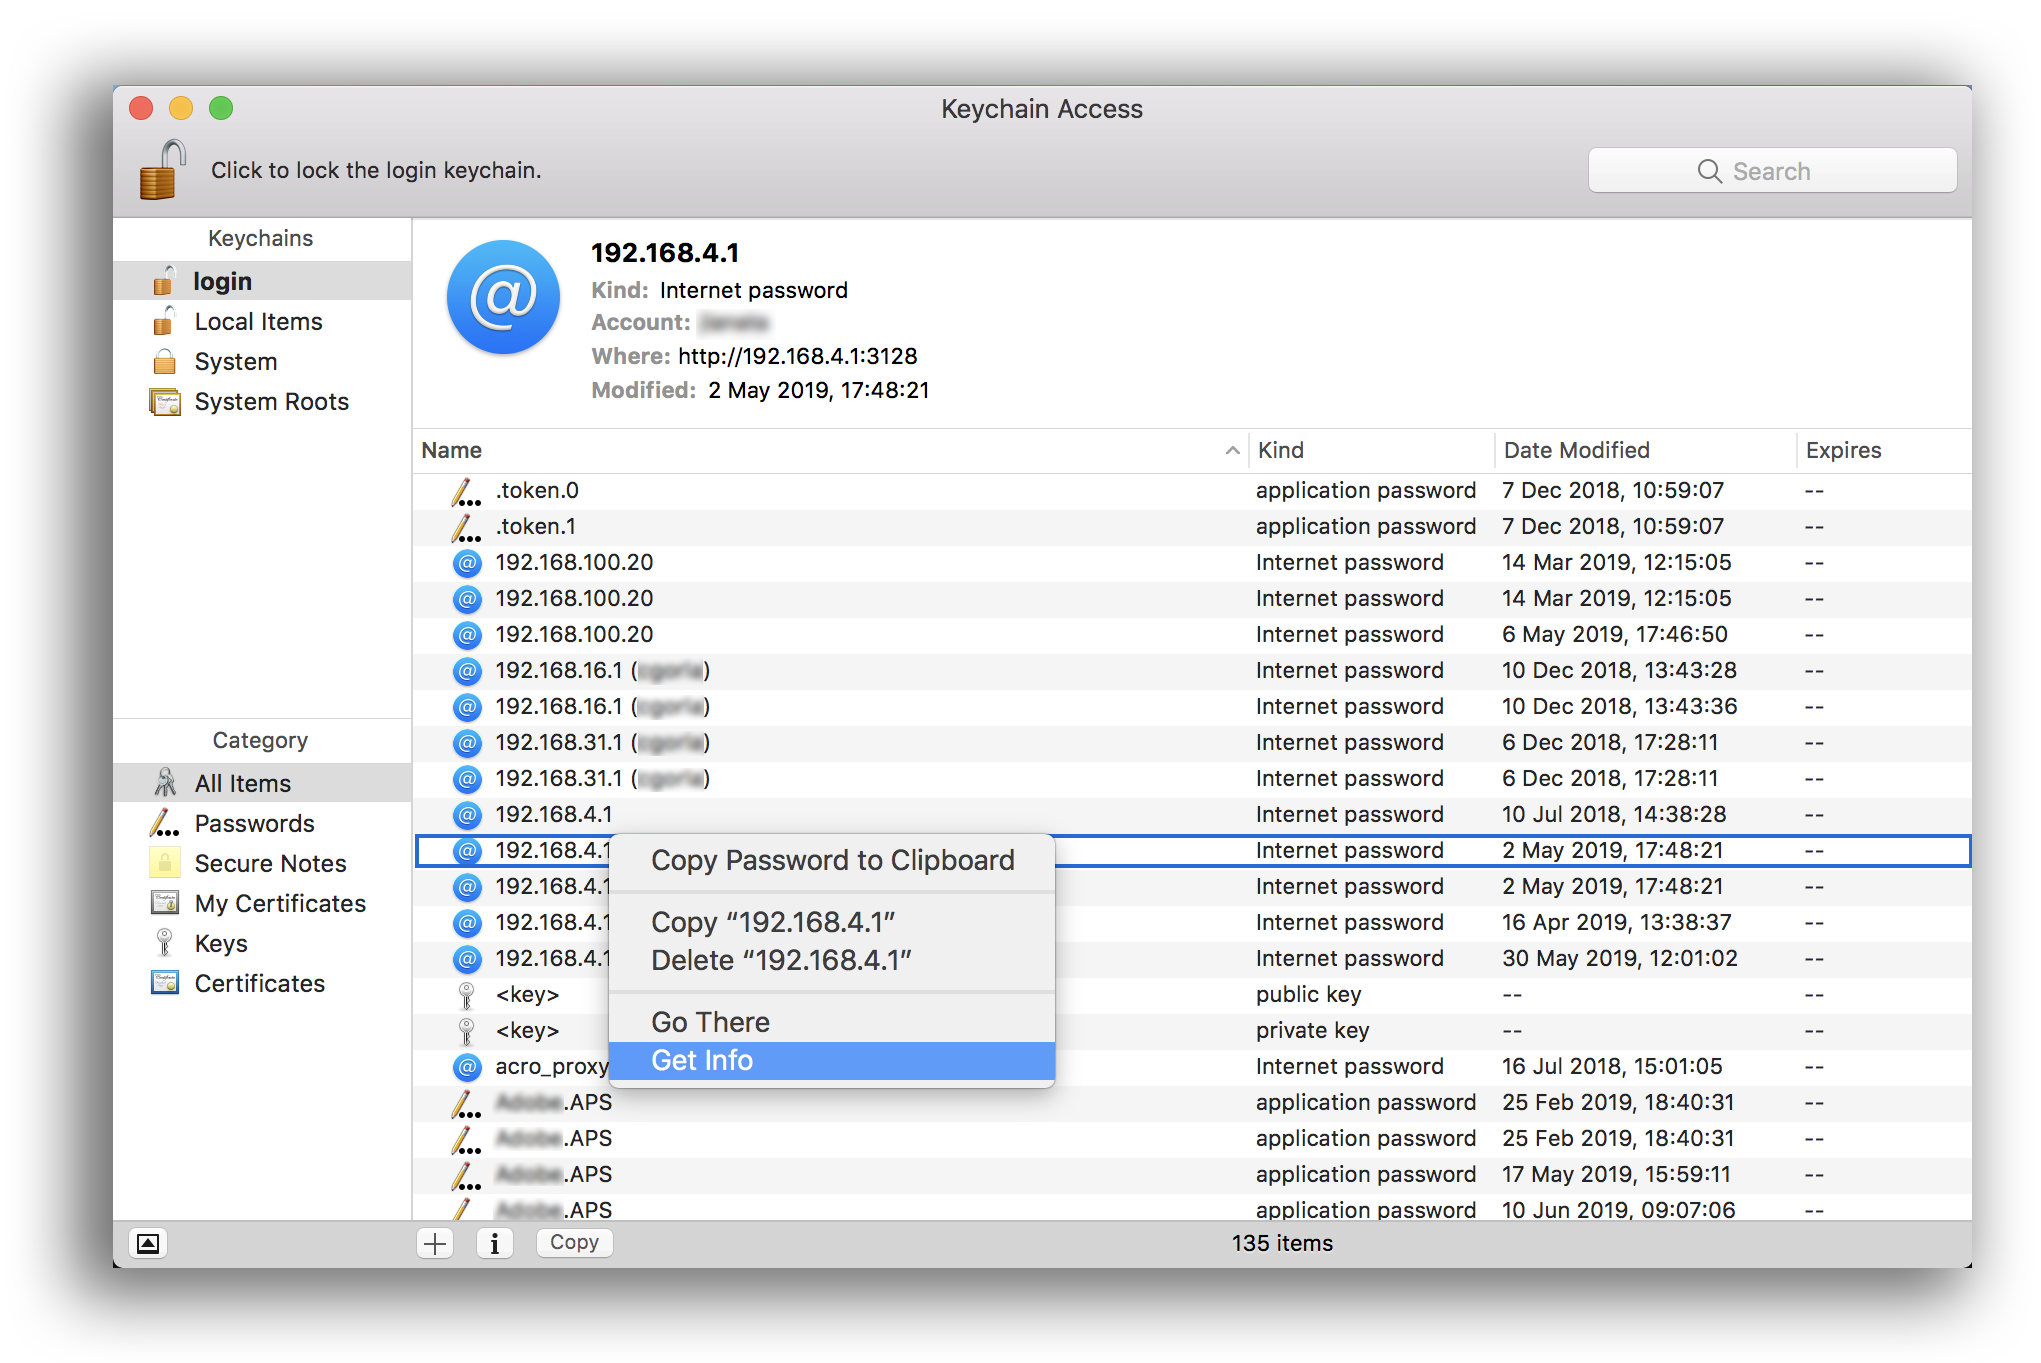 Keychain Access
Click to lock the login keychain.
Search
Keychains
login
Local Items
System
System Roots
192.168.4.1
Kind: Internet password
Account:
Where: http://192.168.4.1:3128
Modified: 2 May 2019, 17:48:21
Name Kind Date Modified Expires
.token.0 application password 7 Dec 2018, 10:59:07 --
.token.1 application password 7 Dec 2018, 10:59:07 --
192.168.100.20 Internet password 14 Mar 2019, 12:15:05 --
192.168.100.20 Internet password 14 Mar 2019, 12:15:05 --
192.168.100.20 Internet password 6 May 2019, 17:46:50 --
192.168.16.1 ( ) Internet password 10 Dec 2018, 13:43:28 --
192.168.16.1 ( ) Internet password 10 Dec 2018, 13:43:36 --
192.168.31.1 ( ) Internet password 6 Dec 2018, 17:28:11 --
192.168.31.1 ( ) Internet password 6 Dec 2018, 17:28:11 --
192.168.4.1 Internet password 10 Jul 2018, 14:38:28 --
192.168.4.1 Internet password 2 May 2019, 17:48:21 --
192.168.4.1 Internet password 2 May 2019, 17:48:21 --
192.168.4.1 Internet password 16 Apr 2019, 13:38:37 --
192.168.4.1 Internet password 30 May 2019, 12:01:02 --
<key> public key -- --
<key> private key -- --
acro_proxy Internet password 16 Jul 2018, 15:01:05 --
.APS application password 25 Feb 2019, 18:40:31 --
.APS application password 25 Feb 2019, 18:40:31 --
.APS application password 17 May 2019, 15:59:11 --
.APS application password 10 Jun 2019, 09:07:06 --
Copy Password to Clipboard
Copy “192.168.4.1”
Delete “192.168.4.1”
Go There
Get Info
Category
All Items
Passwords
Secure Notes
My Certificates
Keys
Certificates
Copy
135 items